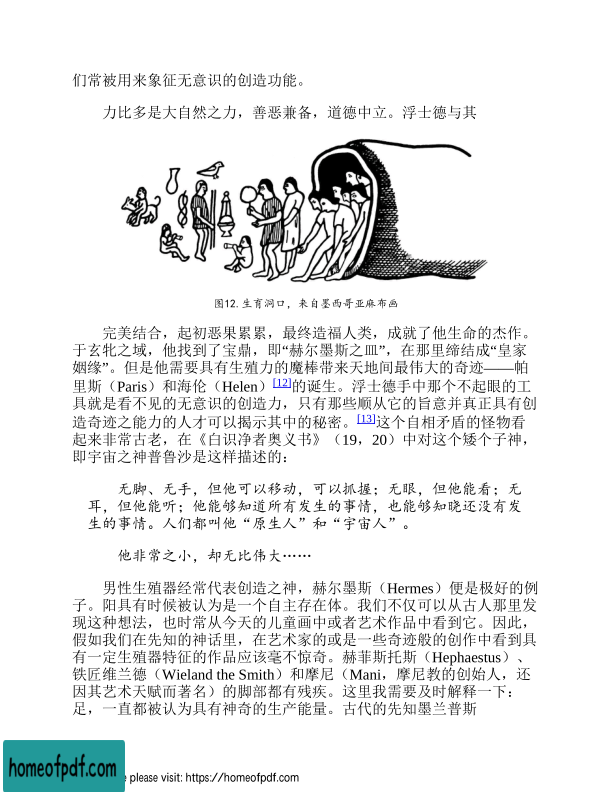 们常被用来象征无意识的创造功能。
力比多是大自然之力，善恶兼备，道德中立。浮士德与其
图12. 生育洞口，来自墨西哥亚麻布画
完美结合，起初恶果累累，最终造福人类，成就了他生命的杰作。
于玄牝之域，他找到了宝鼎，即“赫尔墨斯之皿”，在那里缔结成“皇家
姻缘”。但是他需要具有生殖力的魔棒带来天地间最伟大的奇迹——帕
里斯（Paris）和海伦（Helen）[12]的诞生。浮士德手中那个不起眼的工
具就是看不见的无意识的创造力，只有那些顺从它的旨意并真正具有创
造奇迹之能力的人才可以揭示其中的秘密。[13]这个自相矛盾的怪物看
起来非常古老，在《白识净者奥义书》（19，20）中对这个矮个子神，
即宇宙之神普鲁沙是这样描述的：
无脚、无手，但他可以移动，可以抓握；无眼，但他能看；无
耳，但他能听；他能够知道所有发生的事情，也能够知晓还没有发
生的事情。人们都叫他“原生人”和“宇宙人”。
他非常之小，却无比伟大……
男性生殖器经常代表创造之神，赫尔墨斯（Hermes）便是极好的例
子。阳具有时候被认为是一个自主存在体。我们不仅可以从古人那里发
现这种想法，也时常从今天的儿童画中或者艺术作品中看到它。因此，
假如我们在先知的神话里，在艺术家的或是一些奇迹般的创作中看到具
有一定生殖器特征的作品应该毫不惊奇。赫菲斯托斯（Hephaestus）、
铁匠维兰德（Wieland the Smith）和摩尼（Mani，摩尼教的创始人，还
因其艺术天赋而著名）的脚部都有残疾。这里我需要及时解释一下：
足，一直都被认为具有神奇的生产能量。古代的先知墨兰普斯
homeofpdf.com
e please visit: https://homeofpdf.com